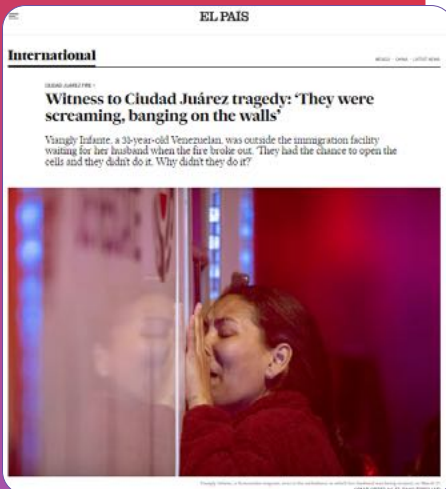 EL PAÍS
International
MEXICO · CHINA · LATEST NEWS
CIUDAD JUÁREZ FIRE ›
Witness to Ciudad Juárez tragedy: ‘They were
screaming, banging on the walls’
Viangly Infante, a 31-year-old Venezuelan, was outside the immigration facility
waiting for her husband when the fire broke out. ‘They had the chance to open the
cells and they didn’t do it. Why didn’t they do it?’